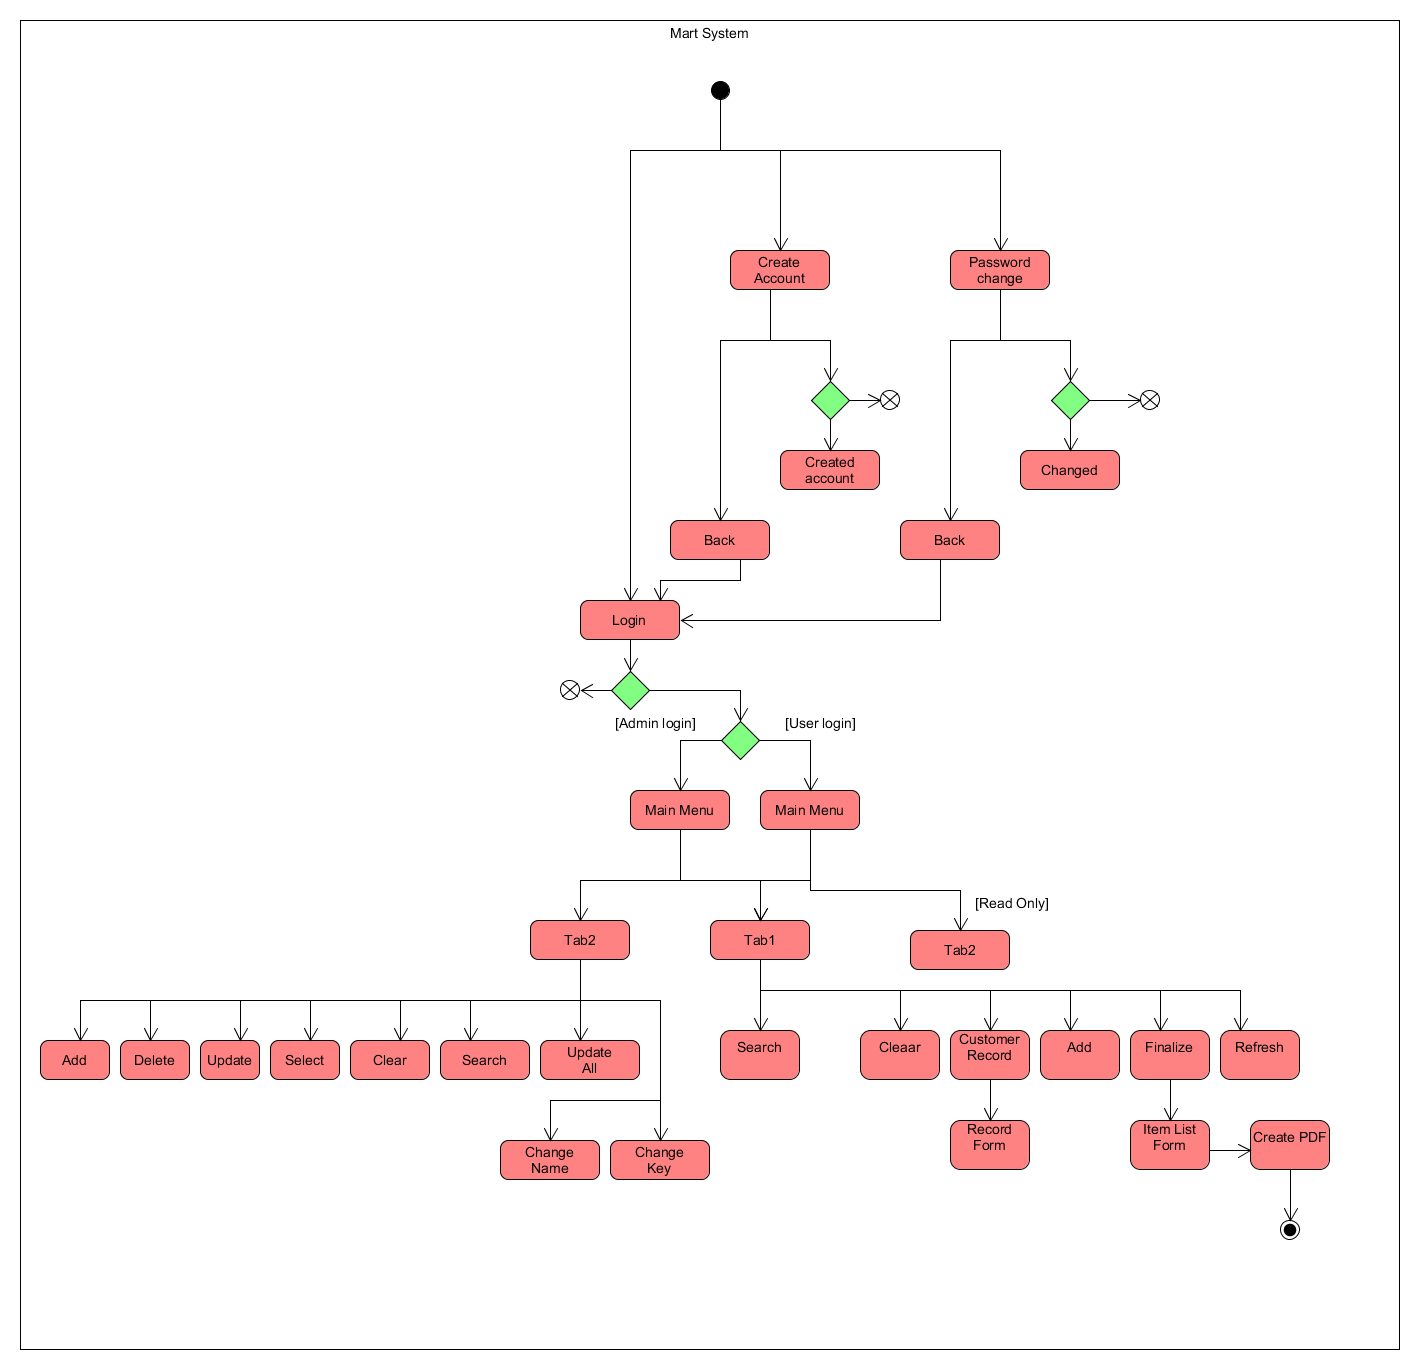 Mart System
Create
Account
Password
change
Created
account
Changed
Back
Back
Login
[Admin login]
[User login]
Main Menu
Main Menu
[Read Only]
Tab2
Tab1
Tab2
Add
Delete
Update
Select
Clear
Search
Update
All
Search
Cleaar
Customer
Record
Add
Finalize
Refresh
Change
Name
Change
Key
Record
Form
Item List
Form
Create PDF